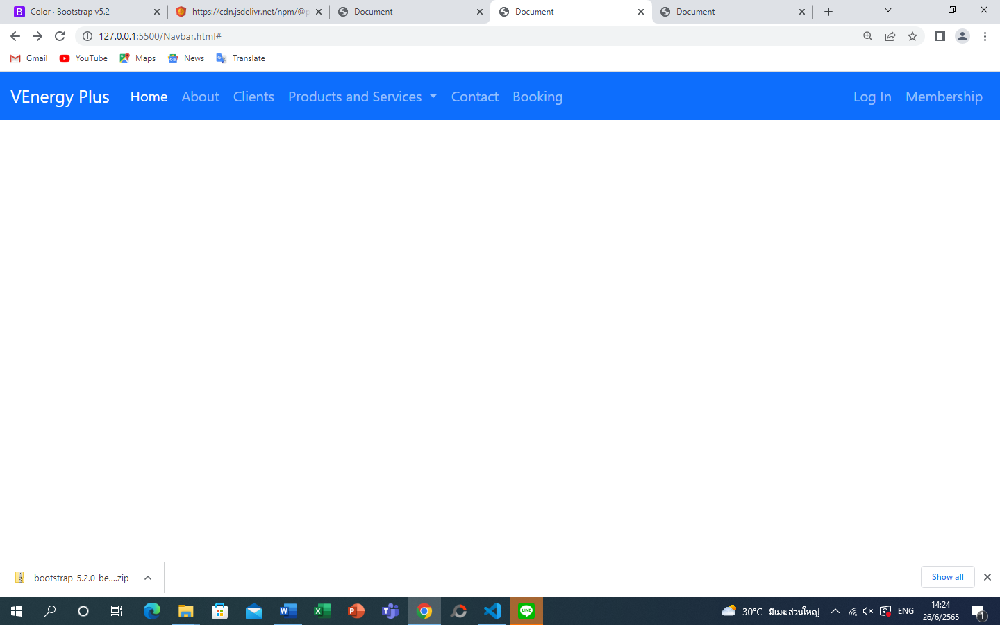 Color · Bootstrap v5.2
https://cdn.jsdelivr.net/npm/@p
Document
Document
Document
127.0.0.1:5500/Navbar.html#
Gmail
YouTube
Maps
News
Translate
VEnergy Plus Home About Clients Products and Services Contact Booking Log In Membership
bootstrap-5.2.0-be....zip
Show all
30°C มีเมฆส่วนใหญ่
ENG
14:24
26/6/2565
1